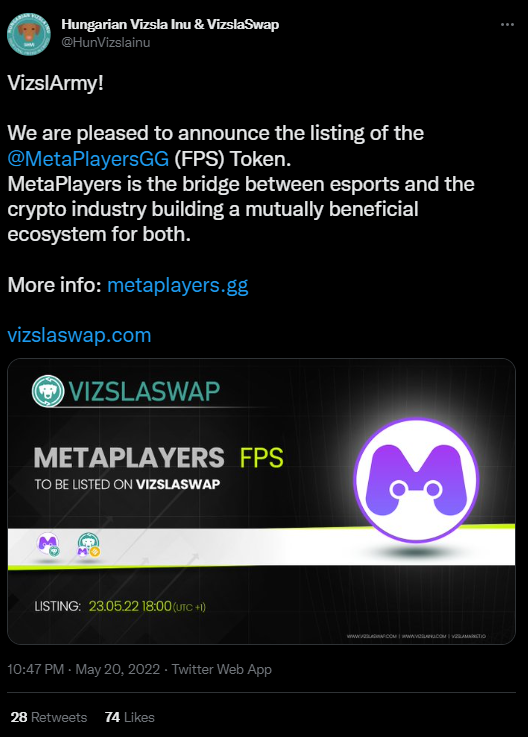 Hungarian Vizsla Inu & VizslaSwap
@HunVizslainu
VizslArmy!
We are pleased to announce the listing of the
@MetaPlayersGG (FPS) Token.
MetaPlayers is the bridge between esports and the
crypto industry building a mutually beneficial
ecosystem for both.
More info: metaplayers.gg
vizslaswap.com
VIZSLASWAP
METAPLAYERS FPS
TO BE LISTED ON VIZSLASWAP
LISTING: 23.05.22 18:00 (UTC +1)
WWW.VIZSLASWAP.COM | WWW.VIZSLAINU.COM | VIZSLAMARKET.IO
10:47 PM · May 20, 2022 · Twitter Web App
28 Retweets 74 Likes